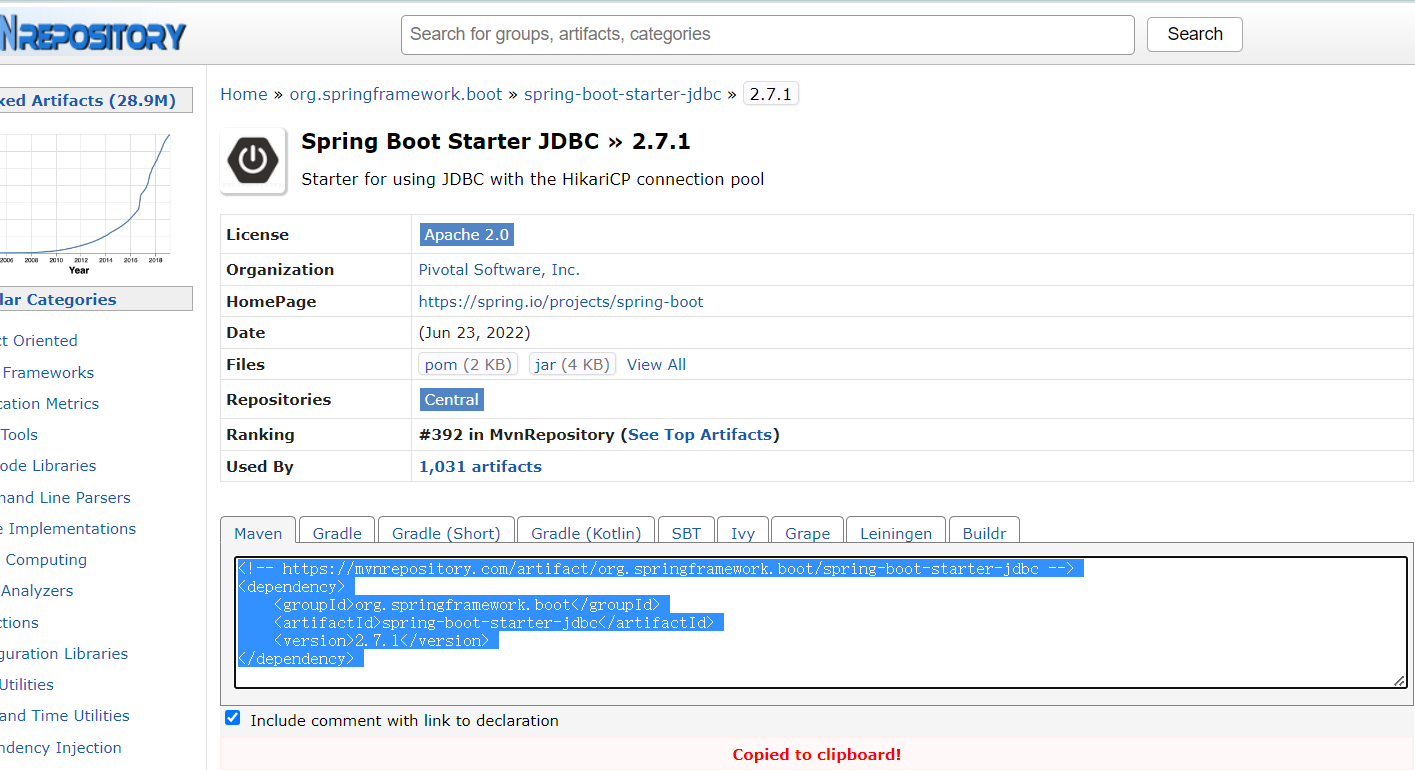 NREPOSITORY
Search for groups, artifacts, categories
Search
xed Artifacts (28.9M)
2006 2008 2010 2012 2014 2016 2018
Year
lar Categories
ct Oriented
Frameworks
cation Metrics
Tools
ode Libraries
mand Line Parsers
e Implementations
Computing
Analyzers
ctions
guration Libraries
Utilities
and Time Utilities
ndency Injection
Home » org.springframework.boot » spring-boot-starter-jdbc » 2.7.1
Spring Boot Starter JDBC » 2.7.1
Starter for using JDBC with the HikariCP connection pool
License Apache 2.0
Organization Pivotal Software, Inc.
HomePage https://spring.io/projects/spring-boot
Date (Jun 23, 2022)
Files pom (2 KB) jar (4 KB) View All
Repositories Central
Ranking #392 in MvnRepository (See Top Artifacts)
Used By 1,031 artifacts
Maven Gradle Gradle (Short) Gradle (Kotlin) SBT Ivy Grape Leiningen Buildr
<!-- https://mvnrepository.com/artifact/org.springframework.boot/spring-boot-starter-jdbc -->
<dependency>
    <groupId>org.springframework.boot</groupId>
    <artifactId>spring-boot-starter-jdbc</artifactId>
    <version>2.7.1</version>
</dependency>
Include comment with link to declaration
Copied to clipboard!